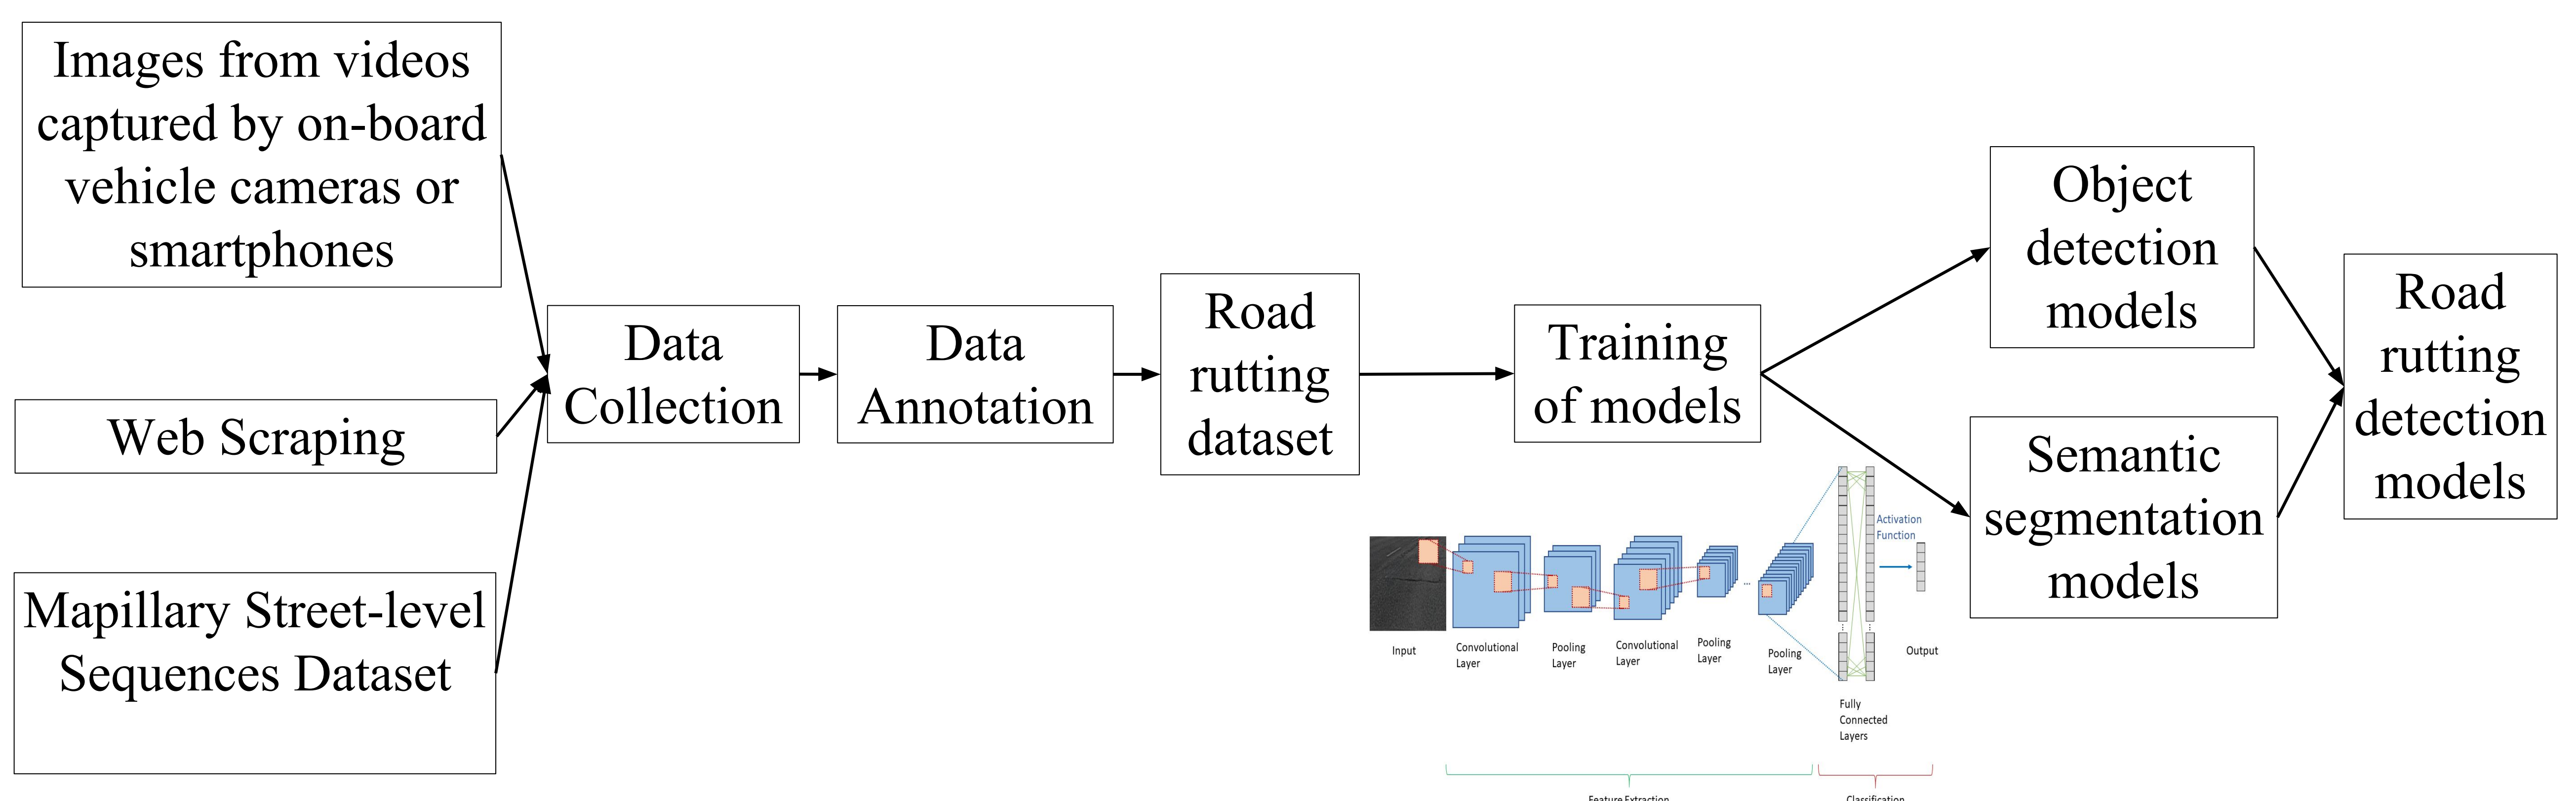 Images from videos
captured by on-board
vehicle cameras or
smartphones
Web Scraping
Mapillary Street-level
Sequences Dataset
Data
Collection
Data
Annotation
Road
rutting
dataset
Training
of models
Object
detection
models
Semantic
segmentation
models
Road
rutting
detection
models
Activation
Function
...
Input
Convolutional
Layer
Pooling
Layer
Convolutional
Layer
Pooling
Layer
Pooling
Layer
Output
Fully
Connected
Layers
Feature Extraction
Classification